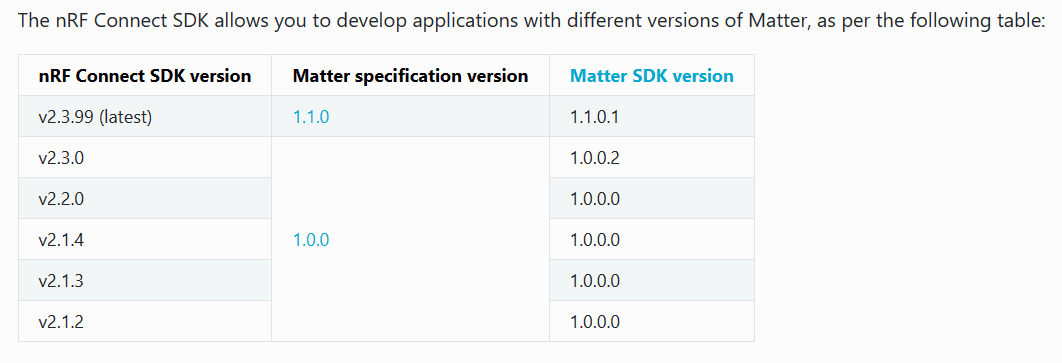 The nRF Connect SDK allows you to develop applications with different versions of Matter, as per the following table:
nRF Connect SDK version Matter specification version Matter SDK version
v2.3.99 (latest) 1.1.0 1.1.0.1
v2.3.0 1.0.0.2
v2.2.0 1.0.0.0
v2.1.4 1.0.0 1.0.0.0
v2.1.3 1.0.0.0
v2.1.2 1.0.0.0